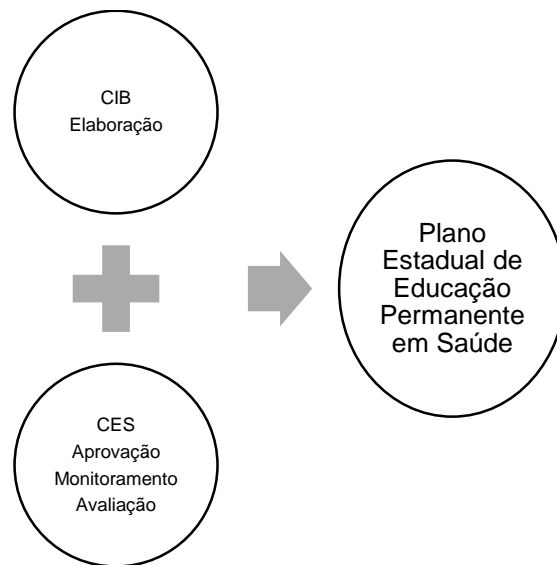 CIB
Elaboração
CES
Aprovação
Monitoramento
Avaliação
Plano
Estadual de
Educação
Permanente
em Saúde